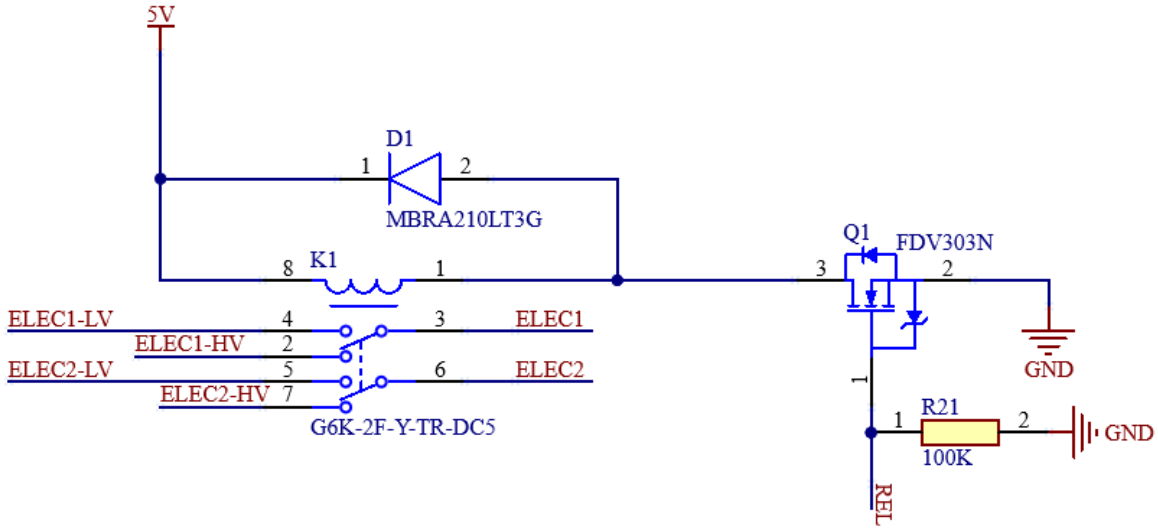 5V
D1
1
2
MBRA210LT3G
K1
8
1
Q1
FDV303N
3
2
ELEC1-LV
4
3
ELEC1
ELEC1-HV
2
ELEC2-LV
5
6
ELEC2
ELEC2-HV
7
G6K-2F-Y-TR-DC5
GND
1
R21
1
2
GND
100K
REL